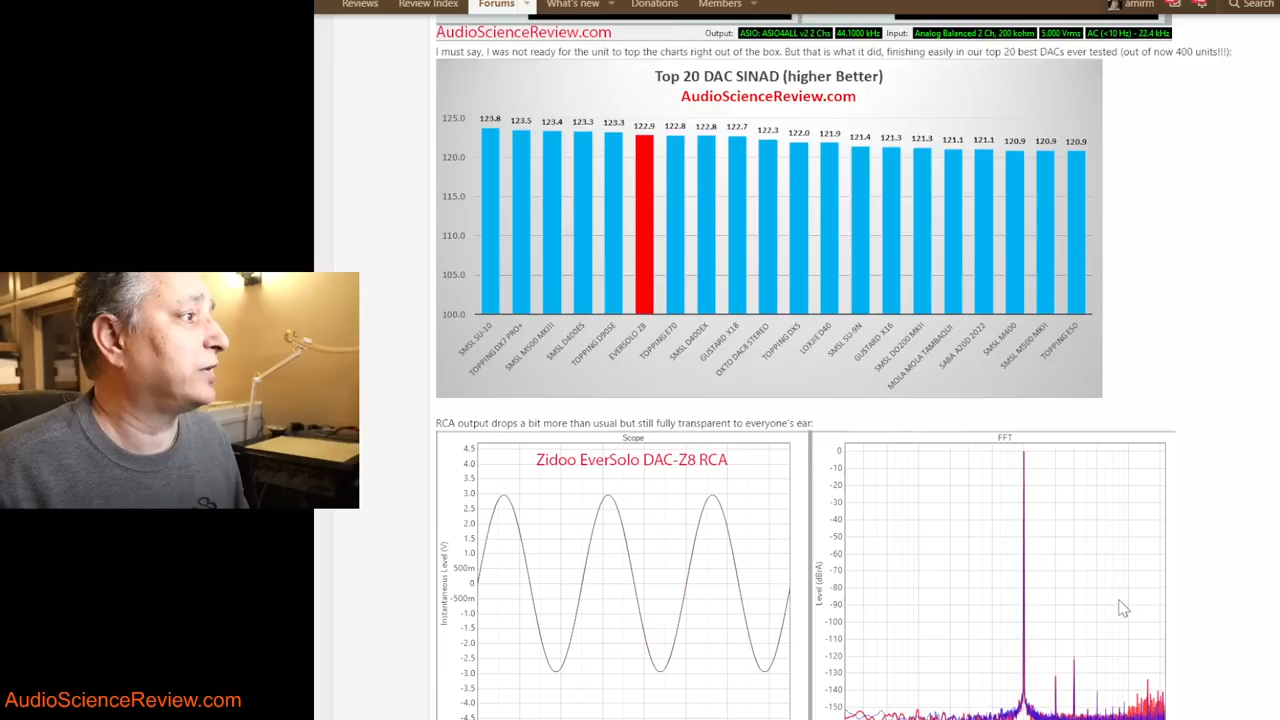 Reviews Review Index Forums What's new Donations Members amirm Search
AudioScienceReview.com Output: ASIO: ASIO4ALL v2 2 Chs 44.1000 kHz Input: Analog Balanced 2 Ch, 200 kohm 5.000 Vrms AC (<10 Hz) - 22.4 kHz
I must say, I was not ready for the unit to top the charts right out of the box. But that is what it did, finishing easily in our top 20 best DACs ever tested (out of now 400 units!!!):
Top 20 DAC SINAD (higher Better)
AudioScienceReview.com
125.0
120.0
115.0
110.0
105.0
100.0
123.8 123.5 123.4 123.3 123.3 122.9 122.8 122.8 122.7 122.3 122.0 121.9 121.4 121.3 121.3 121.1 121.1 120.9 120.9 120.9
SMSL SU-10
TOPPING DX7 PRO+
SMSL M500 MKIII
SMSL D400ES
TOPPING D90SE
EVERSOLO Z8
TOPPING E70
SMSL D400EX
GUSTARD X18
OKTO DAC8 STEREO
TOPPING DX5
LOXJIE D40
SMSL SU-9N
GUSTARD X16
SMSL DO200 MKII
MOLA MOLA TAMBAQUI
SABAJ A20D 2022
SMSL M400
SMSL M500 MKII
TOPPING E50
RCA output drops a bit more than usual but still fully transparent to everyone's ear:
Scope
Zidoo EverSolo DAC-Z8 RCA
Instantaneous Level (V)
4.5
4.0
3.5
3.0
2.5
2.0
1.5
1.0
500m
0
-500m
-1.0
-1.5
-2.0
-2.5
-3.0
-3.5
-4.0
-4.5
FFT
Level (dBrA)
0
-10
-20
-30
-40
-50
-60
-70
-80
-90
-100
-110
-120
-130
-140
-150
AudioScienceReview.com